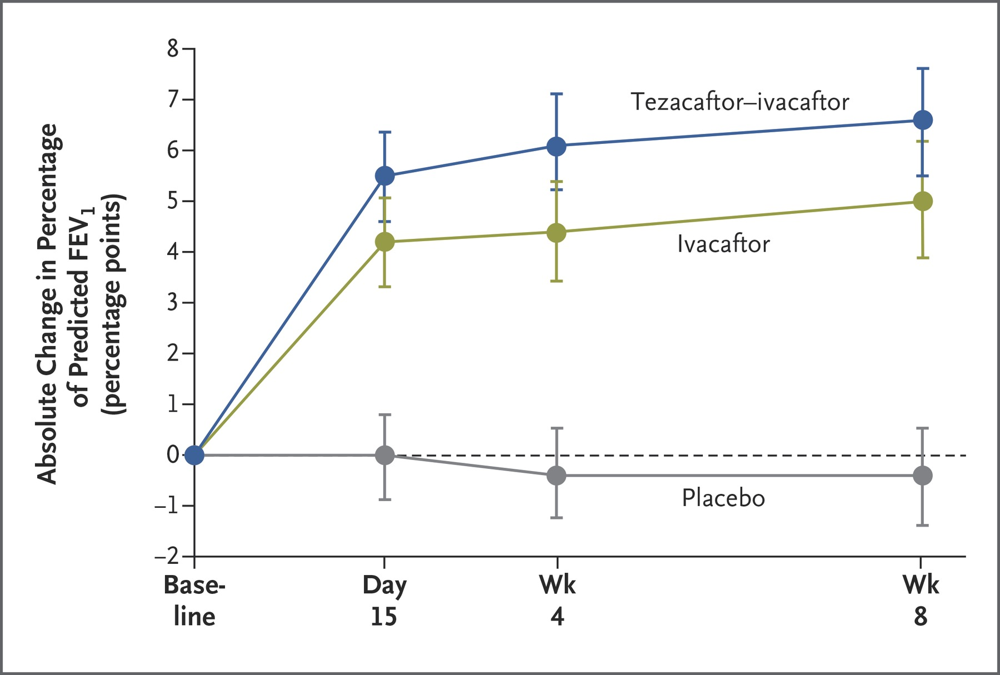 Absolute Change in Percentage
of Predicted FEV1
(percentage points)
8
7
6
5
4
3
2
1
0
–1
–2
Tezacaftor–ivacaftor
Ivacaftor
Placebo
Base-
line
Day
15
Wk
4
Wk
8